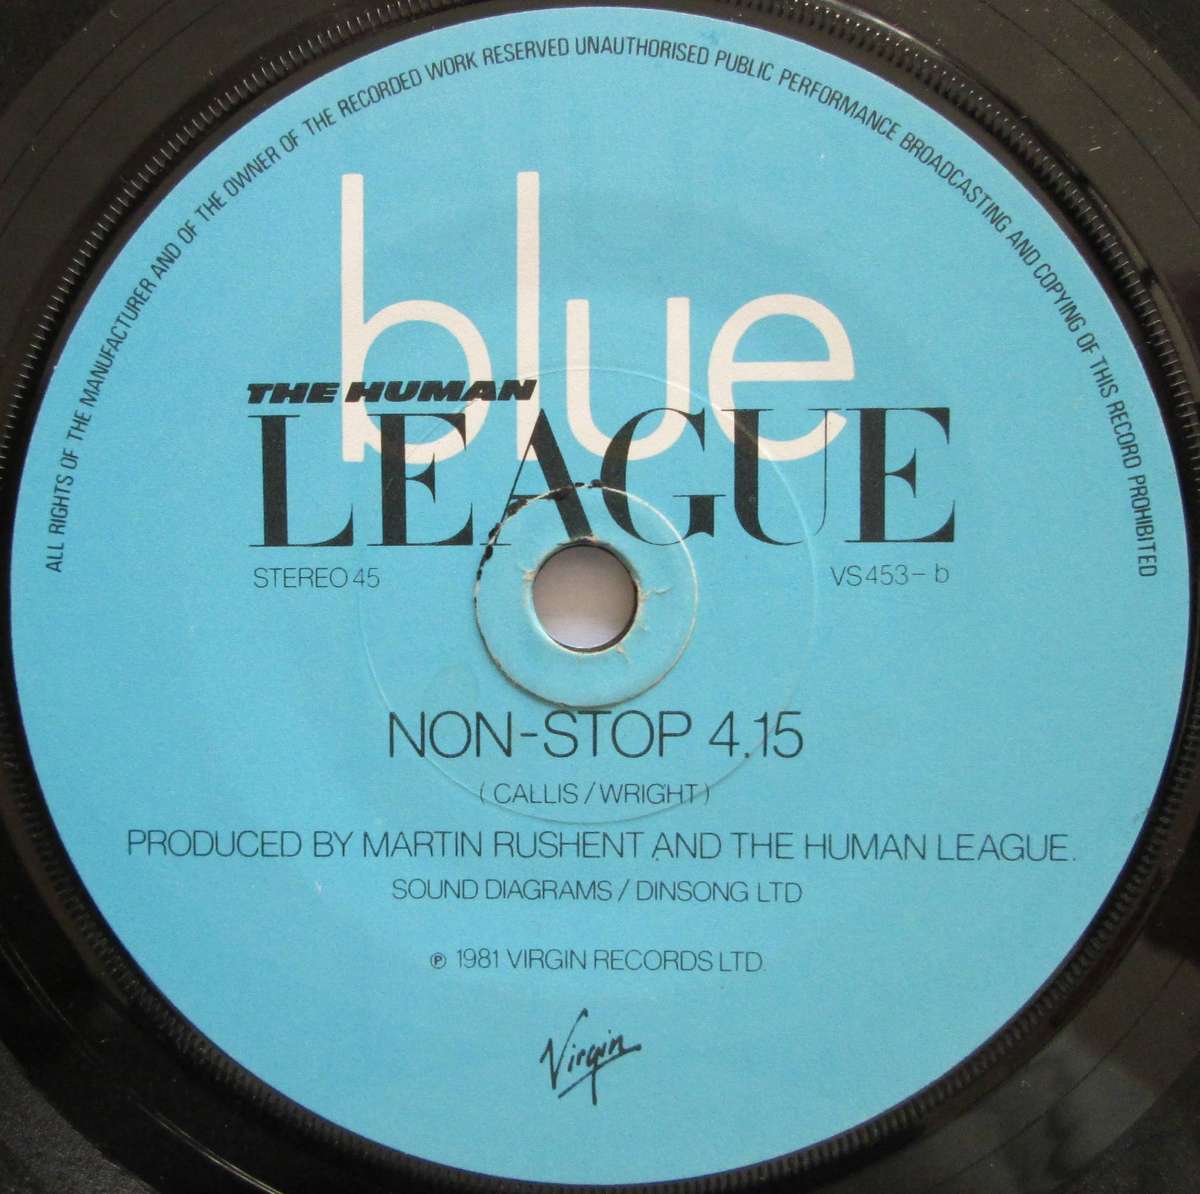 ALL RIGHTS OF THE MANUFACTURER AND OF THE OWNER OF THE RECORDED WORK RESERVED UNAUTHORISED PUBLIC PERFORMANCE BROADCASTING AND COPYING OF THIS RECORD PROHIBITED
blue
THE HUMAN
LEAGUE
STEREO 45
VS453-b
NON-STOP 4.15
( CALLIS / WRIGHT )
PRODUCED BY MARTIN RUSHENT AND THE HUMAN LEAGUE.
SOUND DIAGRAMS / DINSONG LTD
℗ 1981 VIRGIN RECORDS LTD.
Virgin